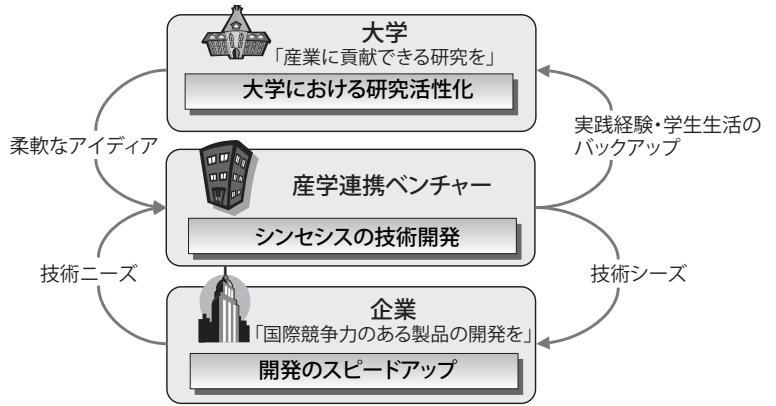 大学
「産業に貢献できる研究を」
大学における研究活性化
柔軟なアイディア
実践経験・学生生活の
バックアップ
産学連携ベンチャー
シンセシスの技術開発
技術ニーズ
技術シーズ
企業
「国際競争力のある製品の開発を」
開発のスピードアップ